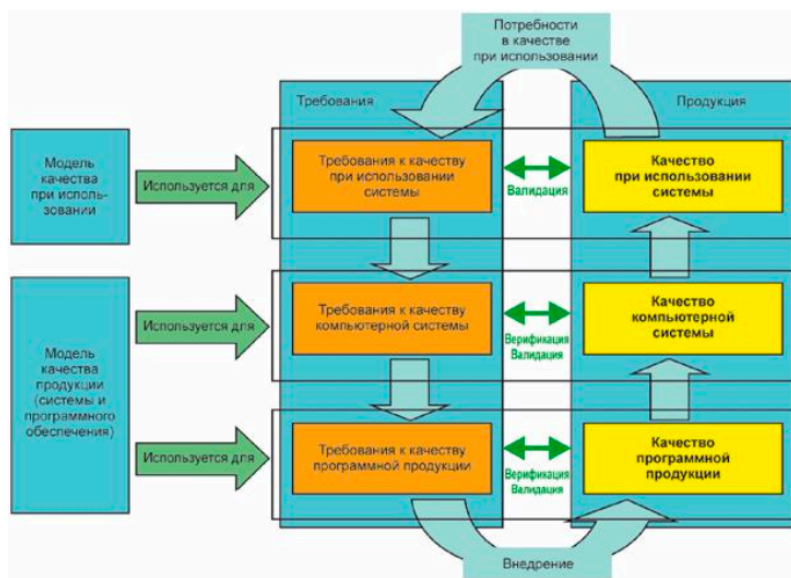 Потребности
в качестве
при использовании
Требования
Продукция
Модель
качества
при исполь-
зовании
Используется для
Требования к качеству
при использовании
системы
Валидация
Качество
при использовании
системы
Модель
качества
продукции
(системы и
программного
обеспечения)
Используется для
Требования к качеству
компьютерной системы
Верификация
Валидация
Качество
компьютерной
системы
Используется для
Требования к качеству
программной продукции
Верификация
Валидация
Качество
программной
продукции
Внедрение